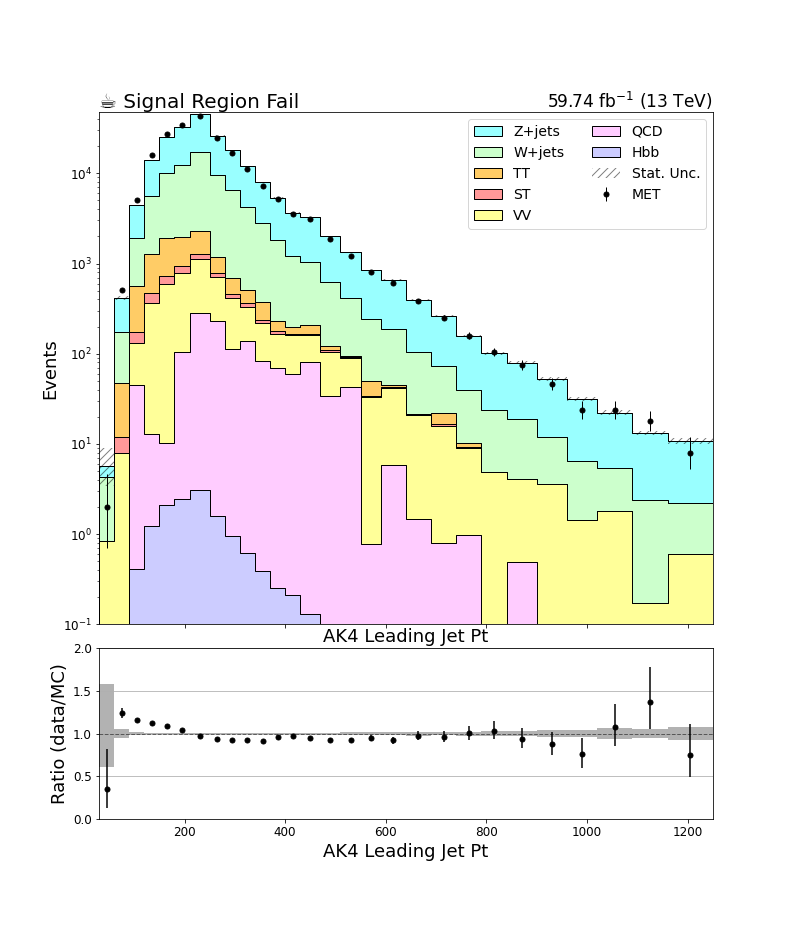 ☕ Signal Region Fail
59.74 fb⁻¹ (13 TeV)
Z+jets
W+jets
TT
ST
VV
QCD
Hbb
Stat. Unc.
MET
Events
10⁴
10³
10²
10¹
10⁰
10⁻¹
AK4 Leading Jet Pt
Ratio (data/MC)
2.0
1.5
1.0
0.5
0.0
200 400 600 800 1000 1200
AK4 Leading Jet Pt